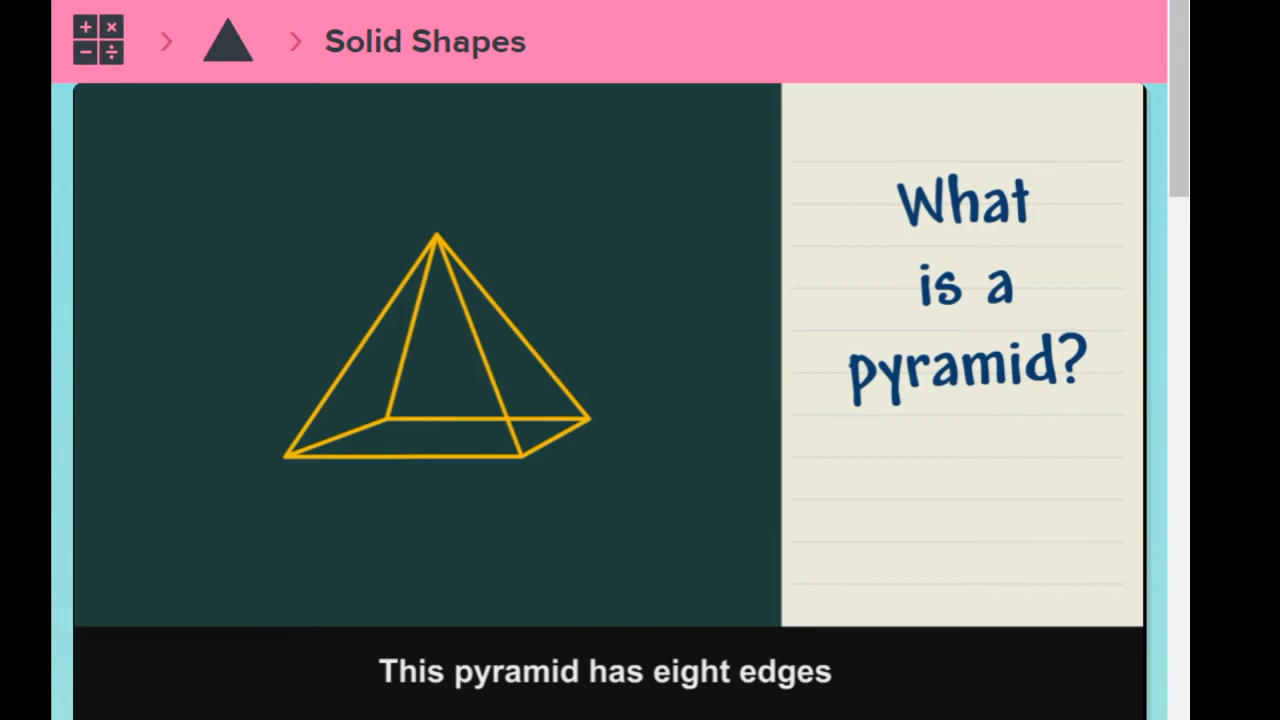 Solid Shapes
What
is a
pyramid?
This pyramid has eight edges